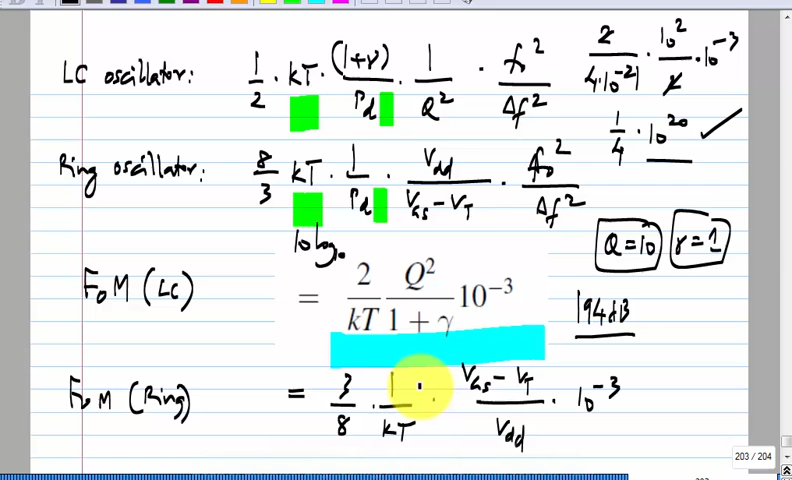 LC oscillator: 1/2 · kT · (1+γ)/Pd · 1/Q² · f₀²/Δf²
2/(4·10⁻²¹) · 10²/2 · 10⁻³
1/4 · 10²⁰ ✓
Ring oscillator: 8/3 kT · 1/Pd · Vdd/(VGS − VT) · f₀²/Δf²
Q=10 γ=1
10 log₁₀
FoM (LC) = 2/kT Q²/(1 + γ) 10⁻³
194dB
FoM (Ring) = 3/8 · 1/kT · (VGS − VT)/Vdd · 10⁻³
203 / 204